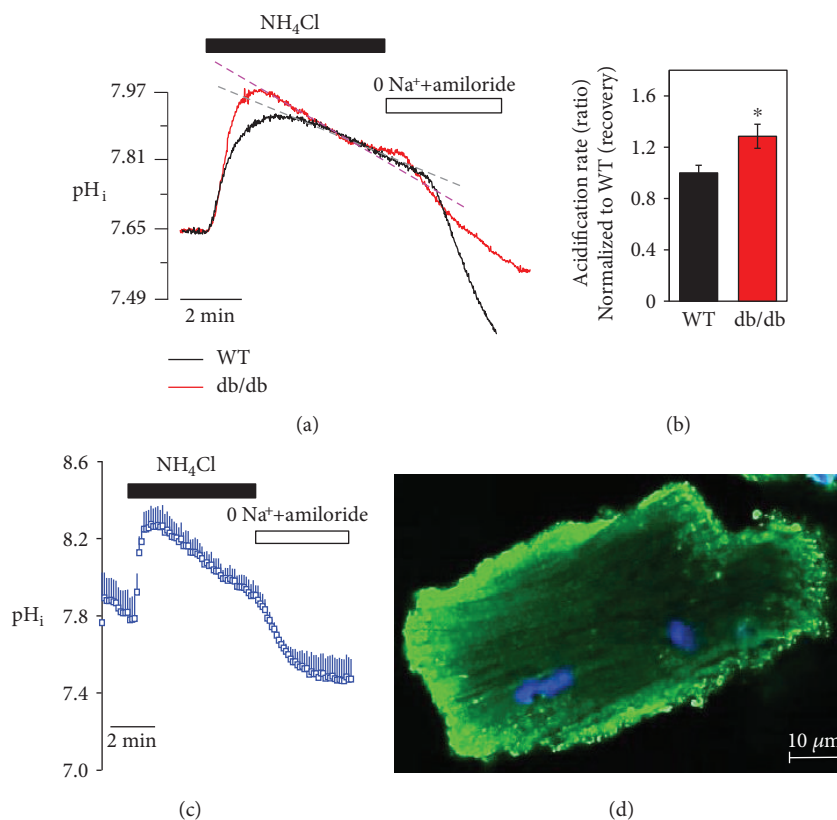 NH₄Cl
0 Na⁺+amiloride
7.97
7.81
7.65
7.49
pHᵢ
2 min
WT
db/db
(a)
Acidification rate (ratio)
Normalized to WT (recovery)
1.6
1.2
0.8
0.4
0
*
WT
db/db
(b)
NH₄Cl
0 Na⁺+amiloride
8.6
8.2
7.8
7.4
7.0
pHᵢ
2 min
(c)
10 μm
(d)